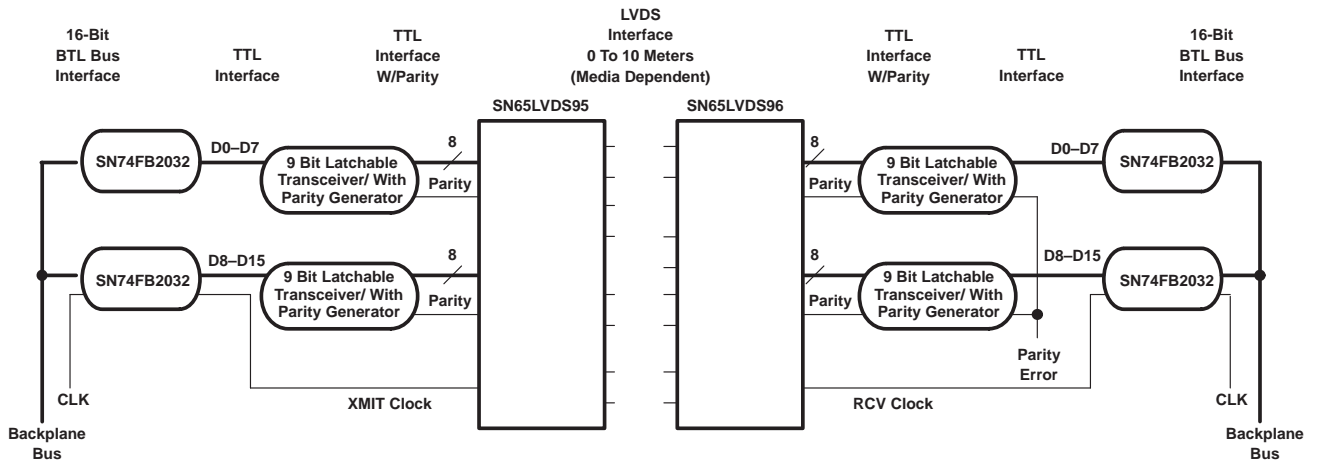 16-Bit
BTL Bus
Interface
TTL
Interface
TTL
Interface
W/Parity
LVDS
Interface
0 To 10 Meters
(Media Dependent)
TTL
Interface
W/Parity
TTL
Interface
16-Bit
BTL Bus
Interface
SN65LVDS95
SN65LVDS96
SN74FB2032
D0–D7
9 Bit Latchable
Transceiver/ With
Parity Generator
8
Parity
8
Parity
9 Bit Latchable
Transceiver/ With
Parity Generator
D0–D7
SN74FB2032
SN74FB2032
D8–D15
9 Bit Latchable
Transceiver/ With
Parity Generator
8
Parity
8
Parity
9 Bit Latchable
Transceiver/ With
Parity Generator
D8–D15
SN74FB2032
Parity
Error
CLK
XMIT Clock
RCV Clock
CLK
Backplane
Bus
Backplane
Bus